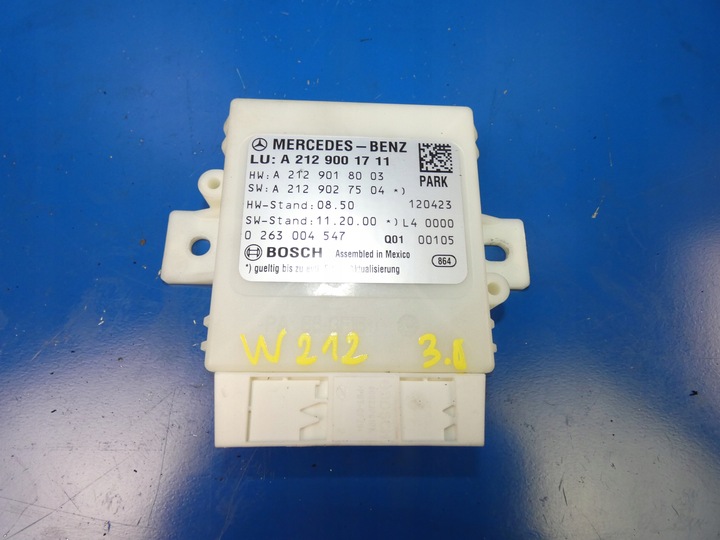 MERCEDES-BENZ
LU: A 212 900 17 11
HW: A 212 901 80 03
SW: A 212 902 75 04 *)
PARK
HW-Stand: 08.50 120423
SW-Stand: 11.20.00 *) L4 0000
0 263 004 547 Q01 00105
BOSCH Assembled in Mexico 864
*) gueltig bis zu
W212 3.0